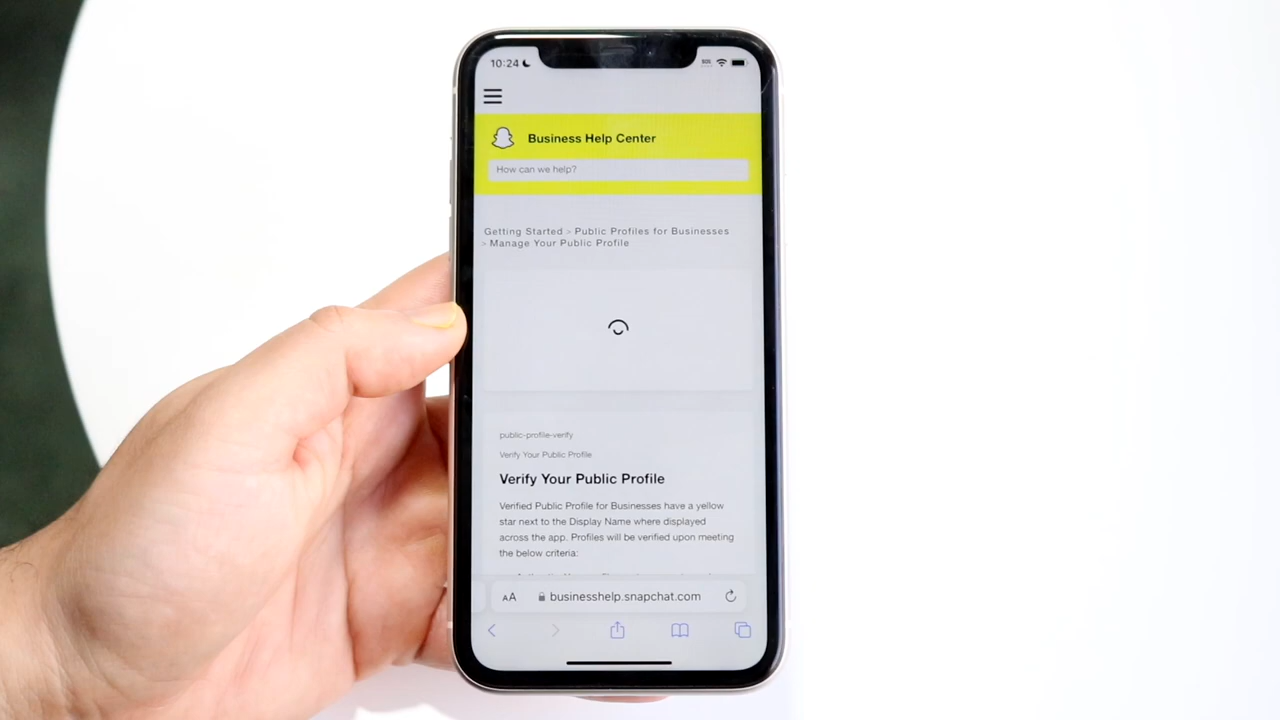 10:24
SOS
Business Help Center
How can we help?
Getting Started > Public Profiles for Businesses
> Manage Your Public Profile
public-profile-verify
Verify Your Public Profile
Verify Your Public Profile
Verified Public Profile for Businesses have a yellow
star next to the Display Name where displayed
across the app. Profiles will be verified upon meeting
the below criteria:
AA businesshelp.snapchat.com